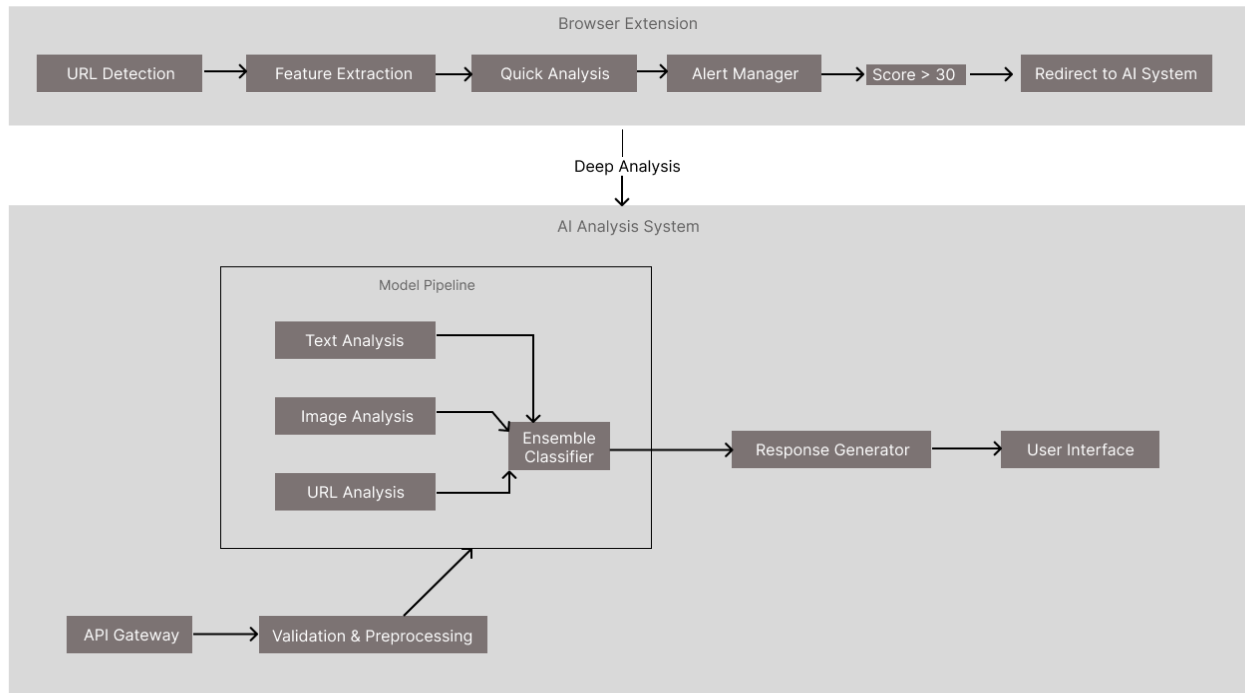 Browser Extension
URL Detection
Feature Extraction
Quick Analysis
Alert Manager
Score > 30
Redirect to AI System
Deep Analysis
AI Analysis System
Model Pipeline
Text Analysis
Image Analysis
Ensemble
Classifier
URL Analysis
Response Generator
User Interface
API Gateway
Validation & Preprocessing